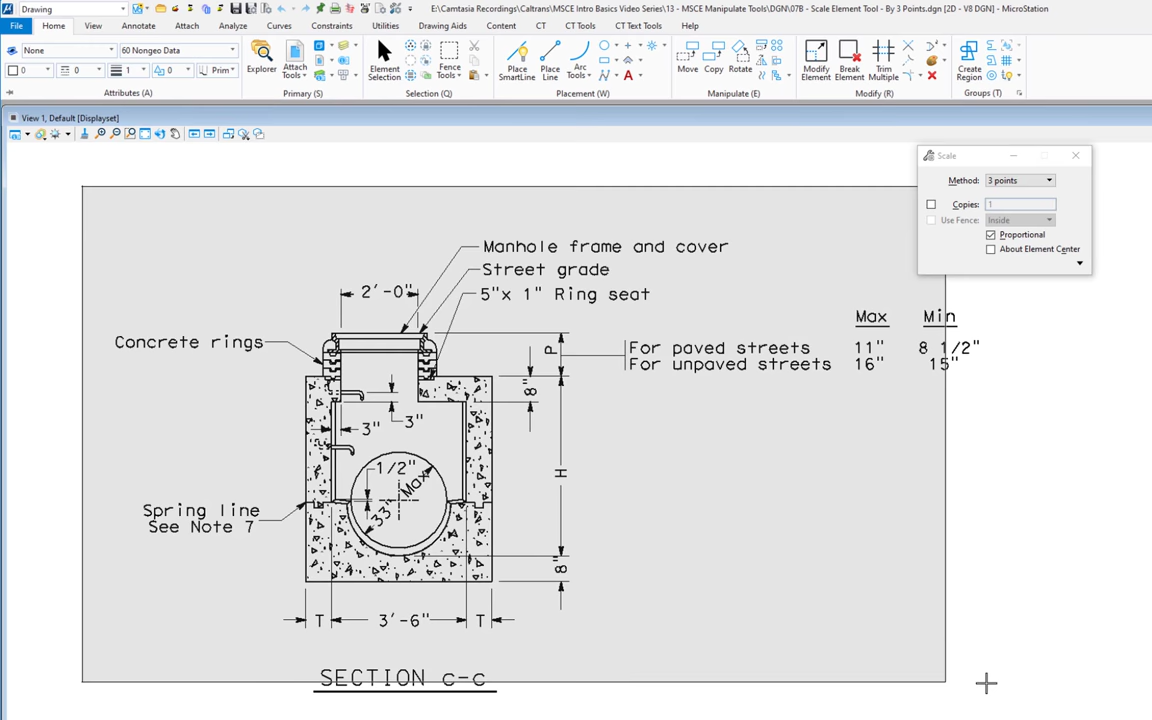 Drawing
E:\Camtasia Recordings\Caltrans\MSCE Intro Basics Video Series\13 - MSCE Manipulate Tools\DGN\07B - Scale Element Tool - By 3 Points.dgn [2D - V8 DGN] - MicroStation
File Home Analyze Annotate Curves Constraints Utilities Drawing Aids Content CT CT Tools CT Text Tools View Help
None 60 Nongeo Data
0 0 1 0 Prim
Explorer
Attach Tools
Element Selection
Fence Tools
Place SmartLine
Place Line
Arc Tools
Move
Copy
Rotate
Modify Element
Break Element
Trim Multiple
Create Region
Attributes (A) Primary (S) Selection (Q) Placement (W) Manipulate (E) Modify (R) Groups (T)
View 1, Default [Displayset]
Scale
Method: 3 points
Copies: 1
Use Fence: Inside
Proportional
About Element Center
Manhole frame and cover
Street grade
5"x 1" Ring seat
2'-0"
Concrete rings
Max Min
For paved streets 11" 8 1/2"
For unpaved streets 16" 15"
P
8"
3"
3"
H
1/2"
33" Max
Spring line
See Note 7
8"
T 3'-6" T
SECTION c-c